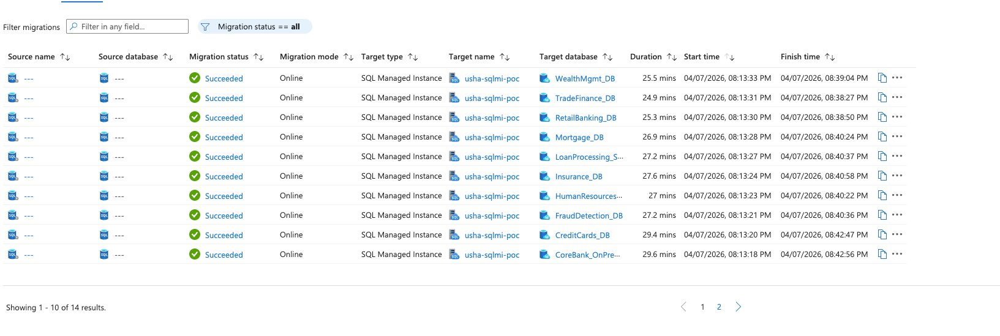 Filter migrations Filter in any field... Migration status == all
Source name Source database Migration status Migration mode Target type Target name Target database Duration Start time Finish time
--- --- Succeeded Online SQL Managed Instance usha-sqlmi-poc WealthMgmt_DB 25.5 mins 04/07/2026, 08:13:33 PM 04/07/2026, 08:39:04 PM
--- --- Succeeded Online SQL Managed Instance usha-sqlmi-poc TradeFinance_DB 24.9 mins 04/07/2026, 08:13:31 PM 04/07/2026, 08:38:27 PM
--- --- Succeeded Online SQL Managed Instance usha-sqlmi-poc RetailBanking_DB 25.3 mins 04/07/2026, 08:13:30 PM 04/07/2026, 08:38:50 PM
--- --- Succeeded Online SQL Managed Instance usha-sqlmi-poc Mortgage_DB 26.9 mins 04/07/2026, 08:13:28 PM 04/07/2026, 08:40:24 PM
--- --- Succeeded Online SQL Managed Instance usha-sqlmi-poc LoanProcessing_S... 27.2 mins 04/07/2026, 08:13:27 PM 04/07/2026, 08:40:37 PM
--- --- Succeeded Online SQL Managed Instance usha-sqlmi-poc Insurance_DB 27.6 mins 04/07/2026, 08:13:24 PM 04/07/2026, 08:40:58 PM
--- --- Succeeded Online SQL Managed Instance usha-sqlmi-poc HumanResources... 27 mins 04/07/2026, 08:13:23 PM 04/07/2026, 08:40:22 PM
--- --- Succeeded Online SQL Managed Instance usha-sqlmi-poc FraudDetection_DB 27.2 mins 04/07/2026, 08:13:21 PM 04/07/2026, 08:40:36 PM
--- --- Succeeded Online SQL Managed Instance usha-sqlmi-poc CreditCards_DB 29.4 mins 04/07/2026, 08:13:20 PM 04/07/2026, 08:42:47 PM
--- --- Succeeded Online SQL Managed Instance usha-sqlmi-poc CoreBank_OnPre... 29.6 mins 04/07/2026, 08:13:18 PM 04/07/2026, 08:42:56 PM
Showing 1 - 10 of 14 results. 1 2